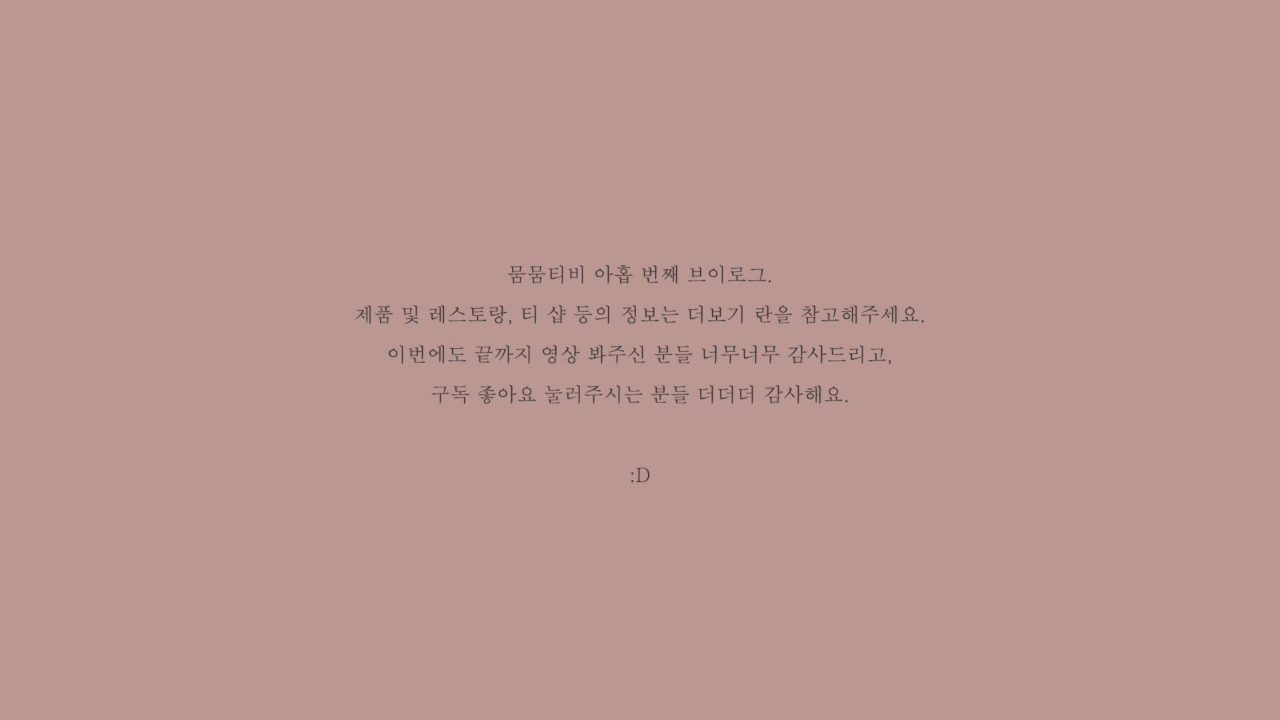 뭄뭄티비 아홉 번째 브이로그.
제품 및 레스토랑, 티 샵 등의 정보는 더보기 란을 참고해주세요.
이번에도 끝까지 영상 봐주신 분들 너무너무 감사드리고,
구독 좋아요 눌러주시는 분들 더더더 감사해요.
:D